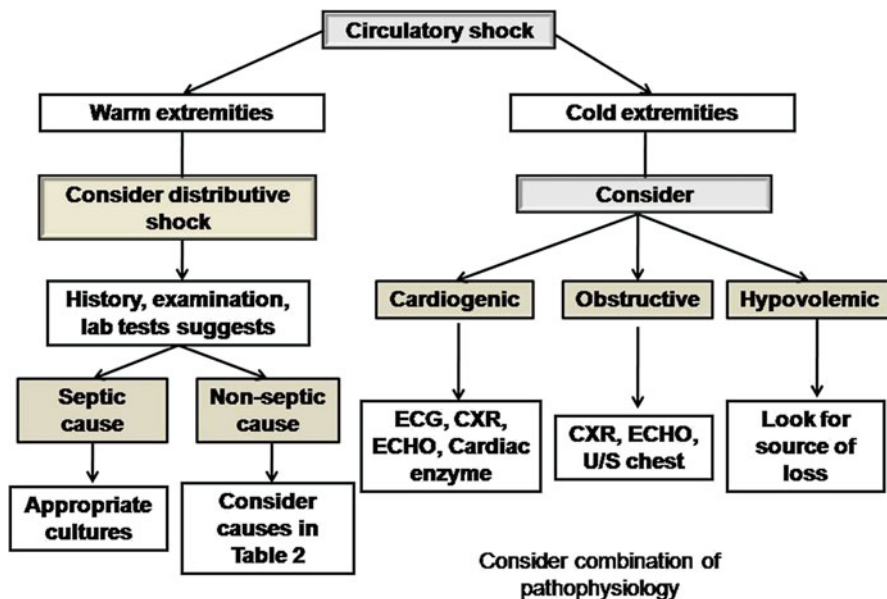 Circulatory shock
Warm extremities
Cold extremities
Consider distributive
shock
Consider
History, examination,
lab tests suggests
Cardiogenic
Obstructive
Hypovolemic
Septic
cause
Non-septic
cause
ECG, CXR,
ECHO, Cardiac
enzyme
CXR, ECHO,
U/S chest
Look for
source of
loss
Appropriate
cultures
Consider
causes in
Table 2
Consider combination of
pathophysiology